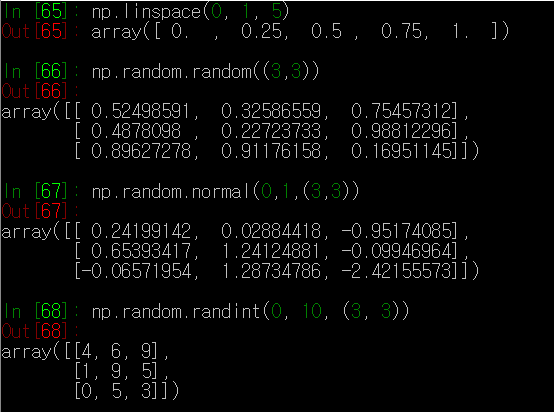 In [65]: np.linspace(0, 1, 5)
Out[65]: array([ 0.  ,  0.25,  0.5 ,  0.75,  1.  ])
In [66]: np.random.random((3,3))
Out[66]:
array([[ 0.52498591,  0.32586559,  0.75457312],
       [ 0.4878098 ,  0.22723733,  0.98812296],
       [ 0.89627278,  0.91176158,  0.16951145]])
In [67]: np.random.normal(0,1,(3,3))
Out[67]:
array([[ 0.24199142,  0.02884418, -0.95174085],
       [ 0.65393417,  1.24124881, -0.09946964],
       [-0.06571954,  1.28734786, -2.42155573]])
In [68]: np.random.randint(0, 10, (3, 3))
Out[68]:
array([[4, 6, 9],
       [1, 9, 5],
       [0, 5, 3]])